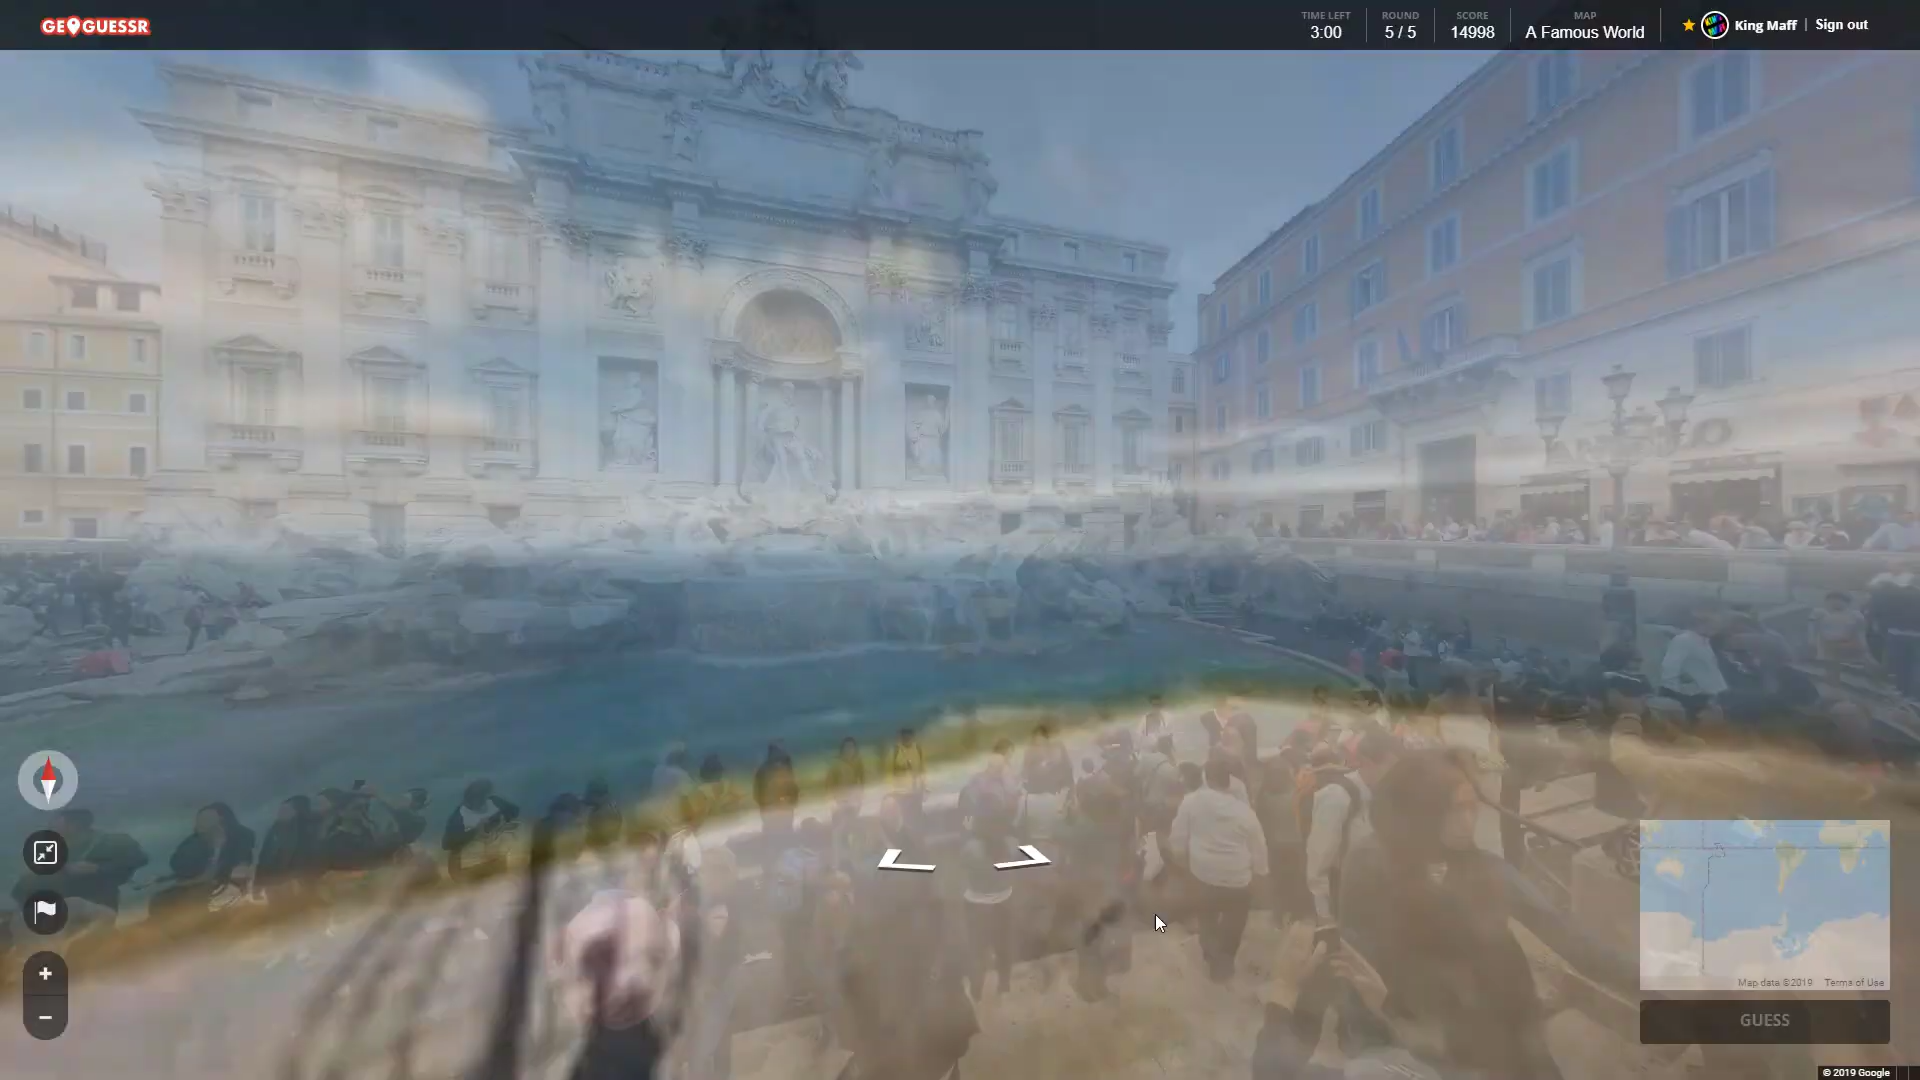 GEOGUESSR
TIME LEFT
3:00
ROUND
5 / 5
SCORE
14998
MAP
A Famous World
King Maff
Sign out
Map data ©2019
Terms of Use
GUESS
© 2019 Google